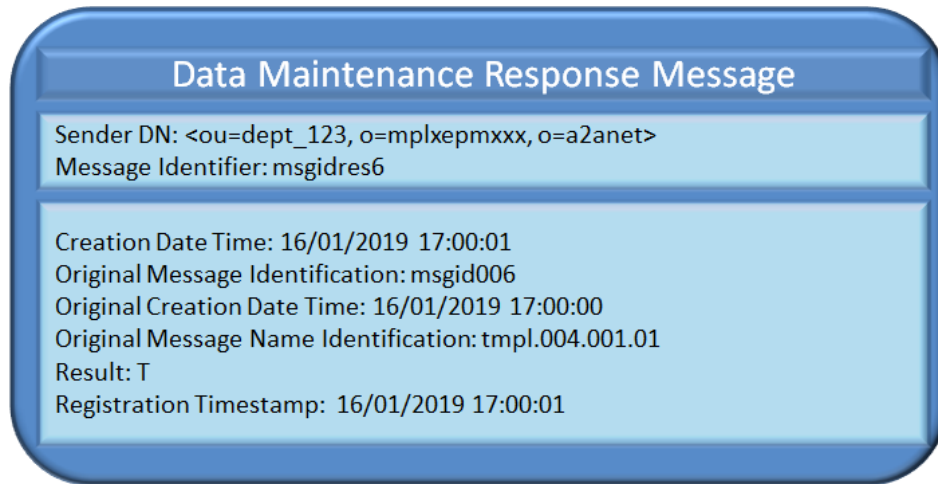 Data Maintenance Response Message
Sender DN: <ou=dept_123, o=mplxepmxxx, o=a2anet>
Message Identifier: msgidres6
Creation Date Time: 16/01/2019 17:00:01
Original Message Identification: msgid006
Original Creation Date Time: 16/01/2019 17:00:00
Original Message Name Identification: tmpl.004.001.01
Result: T
Registration Timestamp: 16/01/2019 17:00:01